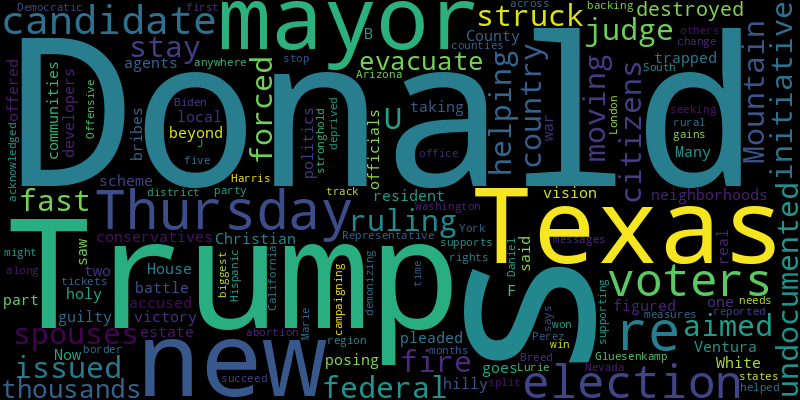 Democratic first across backing destroyed
candidate mayor struck judge others
stay B County change
agents anywhere stop evacuate counties trapped
Donald
offered communities developers Offensive bribes forced Arizona helping country moving citizens Mountain initiative
Biden local beyond J five
politics stronghold deprived officials U taking office war London South seeking rural gains Many
acknowledged scheme Harris district party track Washington vision
fast Thursday resident Texas neighborhoods
conservatives Christian ruling York
Representative supports rights messages
Trump S
saw might along two tickets House holy battle
biggest Hispanic California campaigning demonizing time
Daniel said F voters real undocumented
part accused victory guilty estate
figured one needs
supporting re aimed measures reported
spouses abortion Marie pleaded region says won
Now border new months Perez win Ventura
issued posing fire goes Breed Lurie Gluesenkamp White
succeed hilly split Nevada states
thousands federal election helped